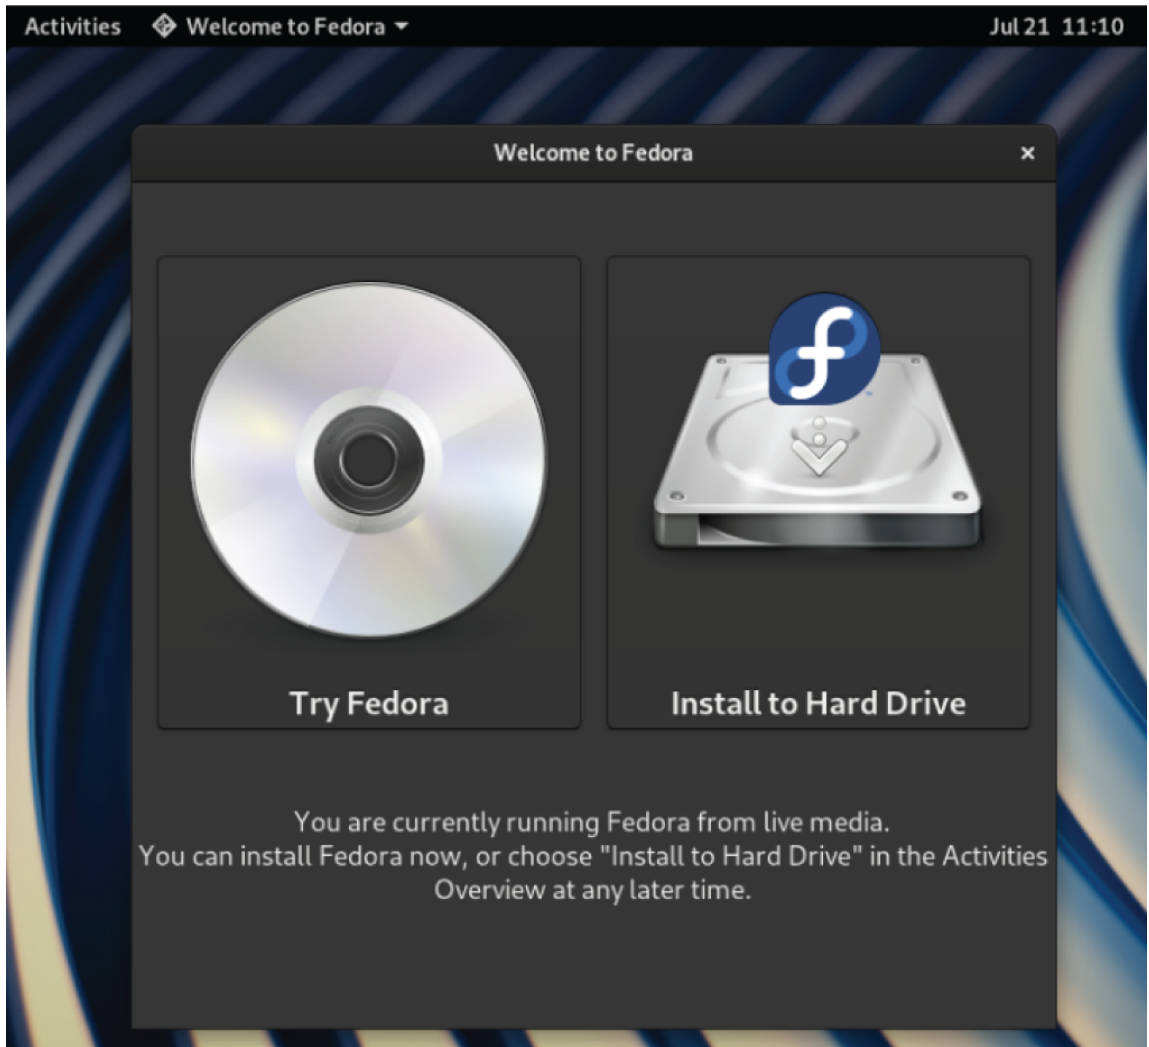 Activities Welcome to Fedora Jul 21 11:10
Welcome to Fedora ×
Try Fedora
Install to Hard Drive
You are currently running Fedora from live media.
You can install Fedora now, or choose "Install to Hard Drive" in the Activities
Overview at any later time.